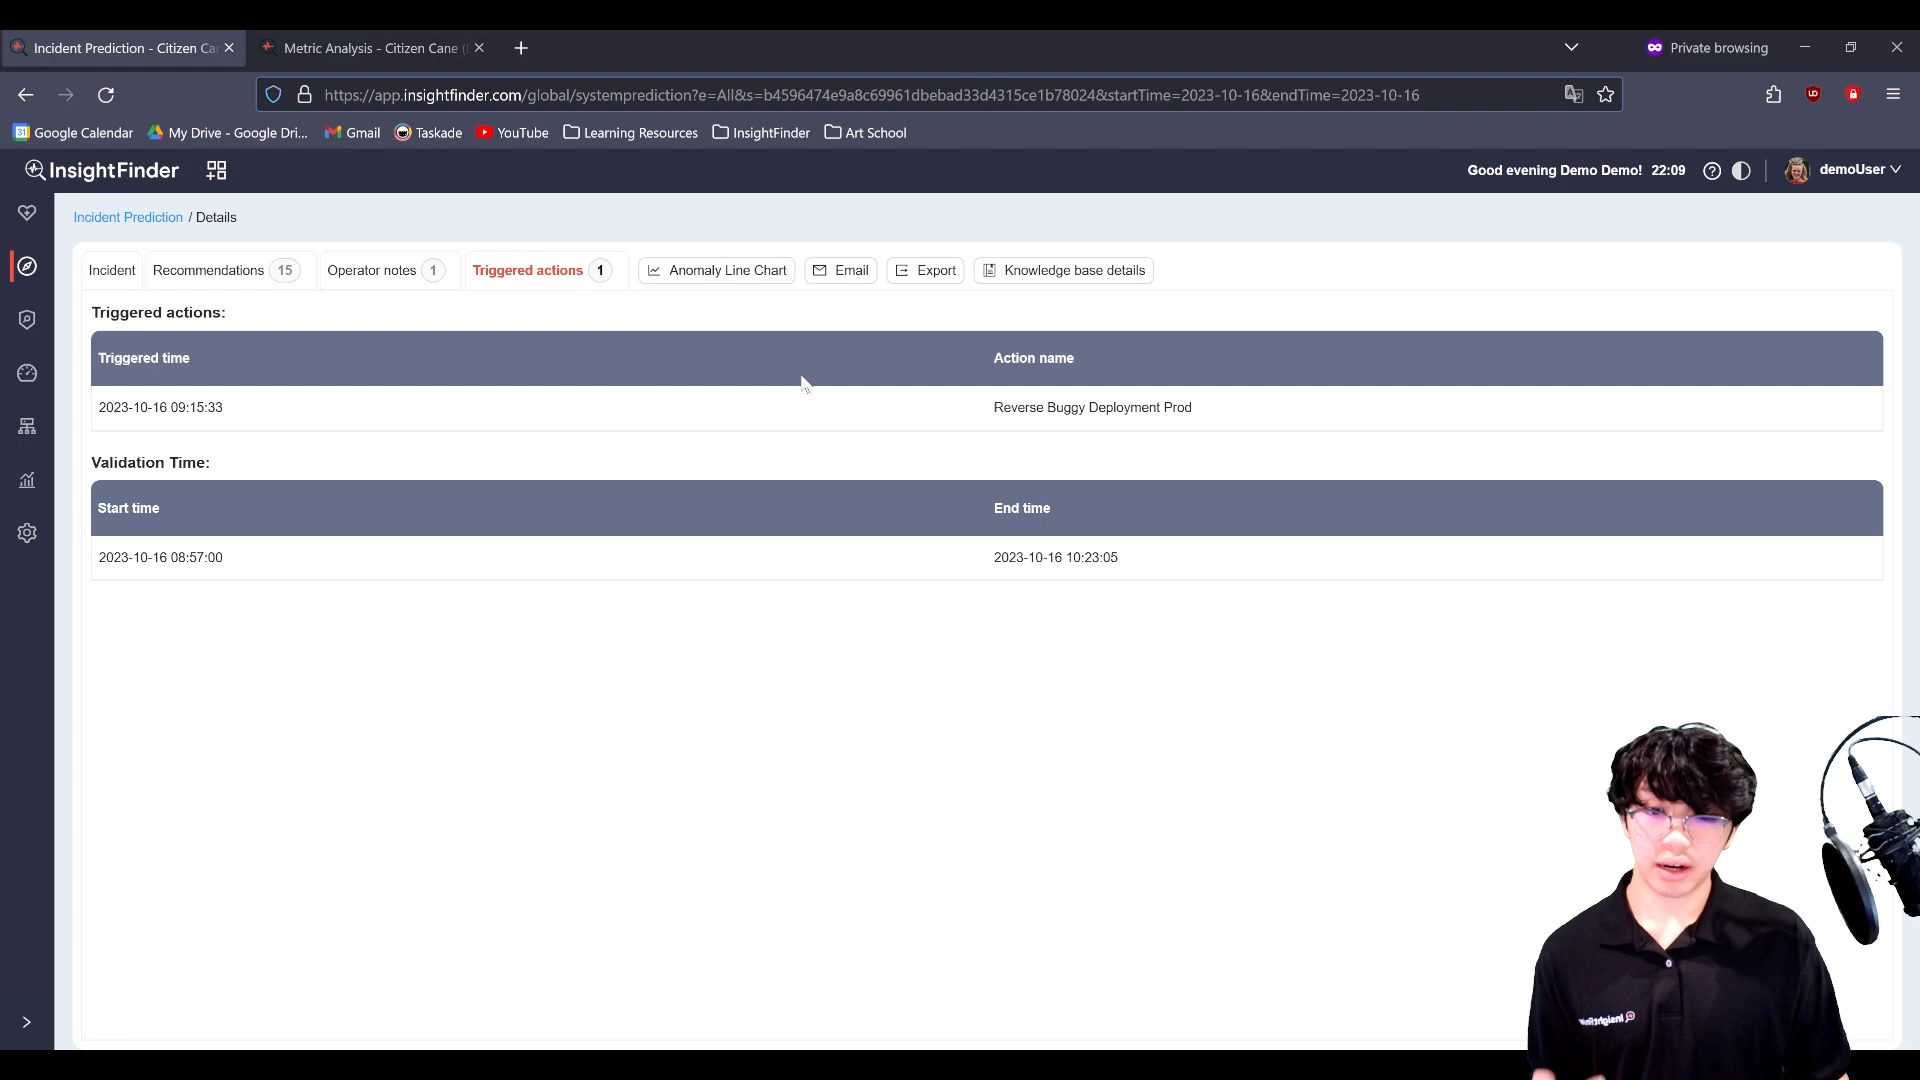 Incident Prediction - Citizen Car
Metric Analysis - Citizen Cane (
Private browsing
https://app.insightfinder.com/global/systemprediction?e=All&s=b4596474e9a8c69961dbebad33d4315ce1b78024&startTime=2023-10-16&endTime=2023-10-16
31 Google Calendar My Drive - Google Dri... Gmail Taskade YouTube Learning Resources InsightFinder Art School
InsightFinder
Good evening Demo Demo! 22:09 demoUser
Incident Prediction / Details
Incident Recommendations 15 Operator notes 1 Triggered actions 1 Anomaly Line Chart Email Export Knowledge base details
Triggered actions:
Triggered time Action name
2023-10-16 09:15:33 Reverse Buggy Deployment Prod
Validation Time:
Start time End time
2023-10-16 08:57:00 2023-10-16 10:23:05